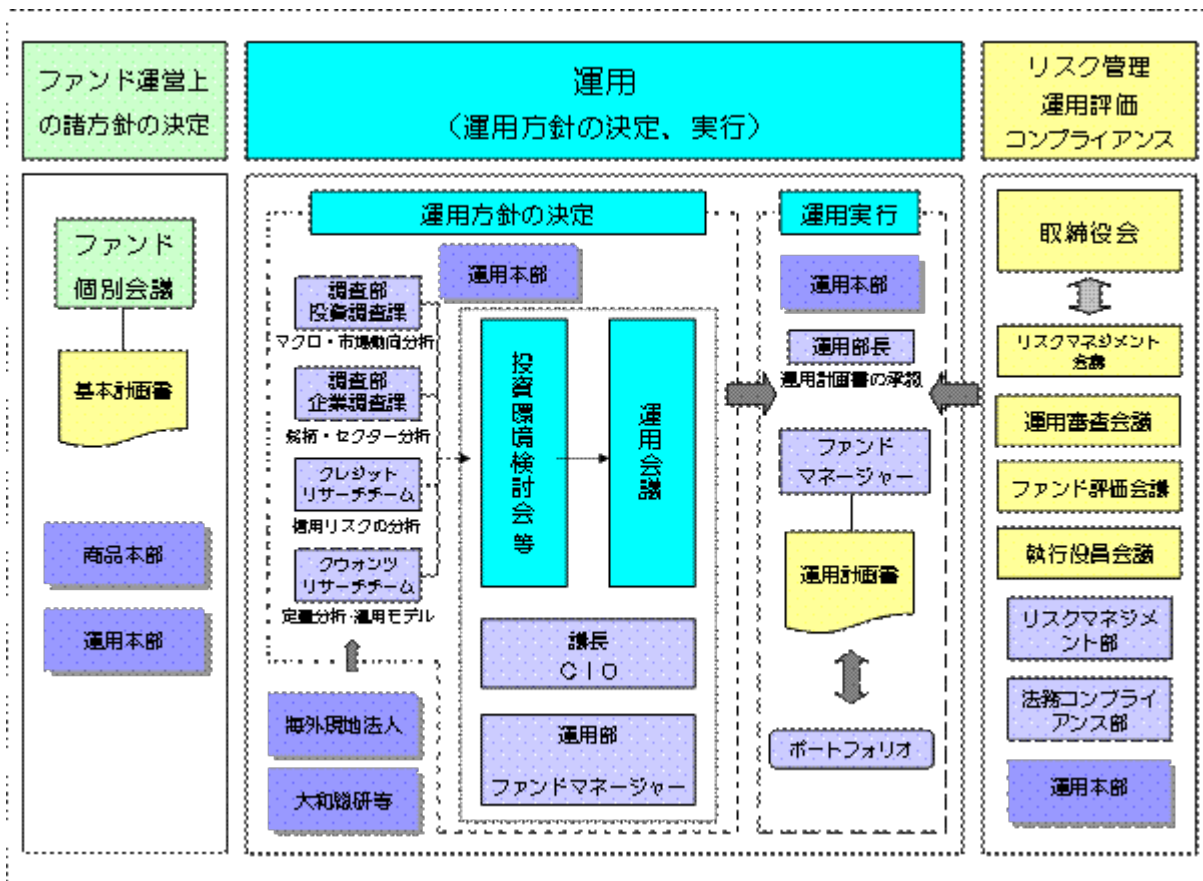 ファンド運営上
の諸方針の決定
運用
（運用方針の決定、実行）
リスク管理
運用評価
コンプライアンス
ファンド
個別会議
基本計画書
商品本部
運用本部
運用方針の決定
運用本部
調査部
投資調査課
マクロ・市場動向分析
調査部
企業調査課
銘柄・セクター分析
クレジット
リサーチチーム
信用リスクの分析
クウォンツ
リサーチチーム
定量分析・運用モデル
海外現地法人
大和総研等
投資環境検討会等
運用会議
議長
ＣＩＯ
運用部
ファンドマネージャー
運用実行
運用本部
運用部長
運用計画書の承認
ファンド
マネージャー
運用計画書
ポートフォリオ
取締役会
リスクマネジメント
会議
運用審査会議
ファンド評価会議
執行役員会議
リスクマネジメ
ント部
法務コンプライ
アンス部
運用本部